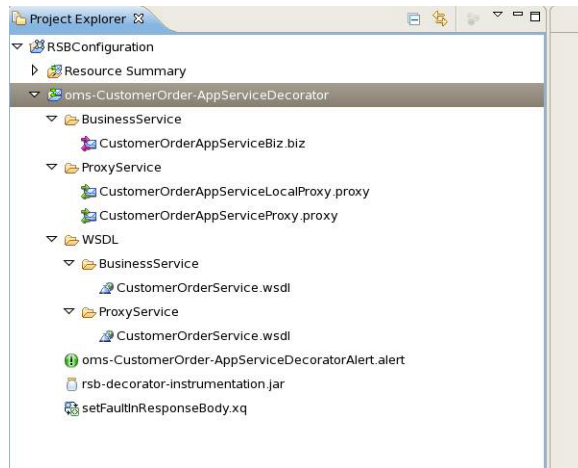 Project Explorer
RSBConfiguration
Resource Summary
oms-CustomerOrder-AppServiceDecorator
BusinessService
CustomerOrderAppServiceBiz.biz
ProxyService
CustomerOrderAppServiceLocalProxy.proxy
CustomerOrderAppServiceProxy.proxy
WSDL
BusinessService
CustomerOrderService.wsdl
ProxyService
CustomerOrderService.wsdl
oms-CustomerOrder-AppServiceDecoratorAlert.alert
rsb-decorator-instrumentation.jar
setFaultInResponseBody.xq